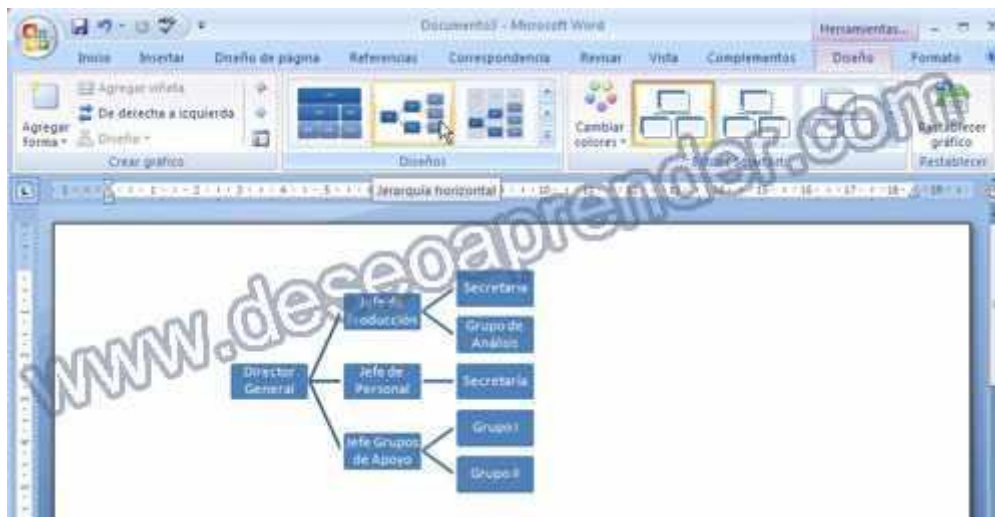 Documento3 - Microsoft Word
Herramientas...
Inicio Insertar Diseño de página Referencias Correspondencia Revisar Vista Complementos Diseño Formato
Agregar viñeta
De derecha a izquierda
Agregar forma
Diseño
Cambiar colores
Restablecer gráfico
Crear gráfico
Diseños
Restablecer
Jerarquía horizontal
www.deseoaprender.com
Secretaria
Jefe de
Producción
Grupo de
Análisis
Director
General
Jefe de
Personal
Secretaria
Jefe Grupos
de Apoyo
Grupo I
Grupo II